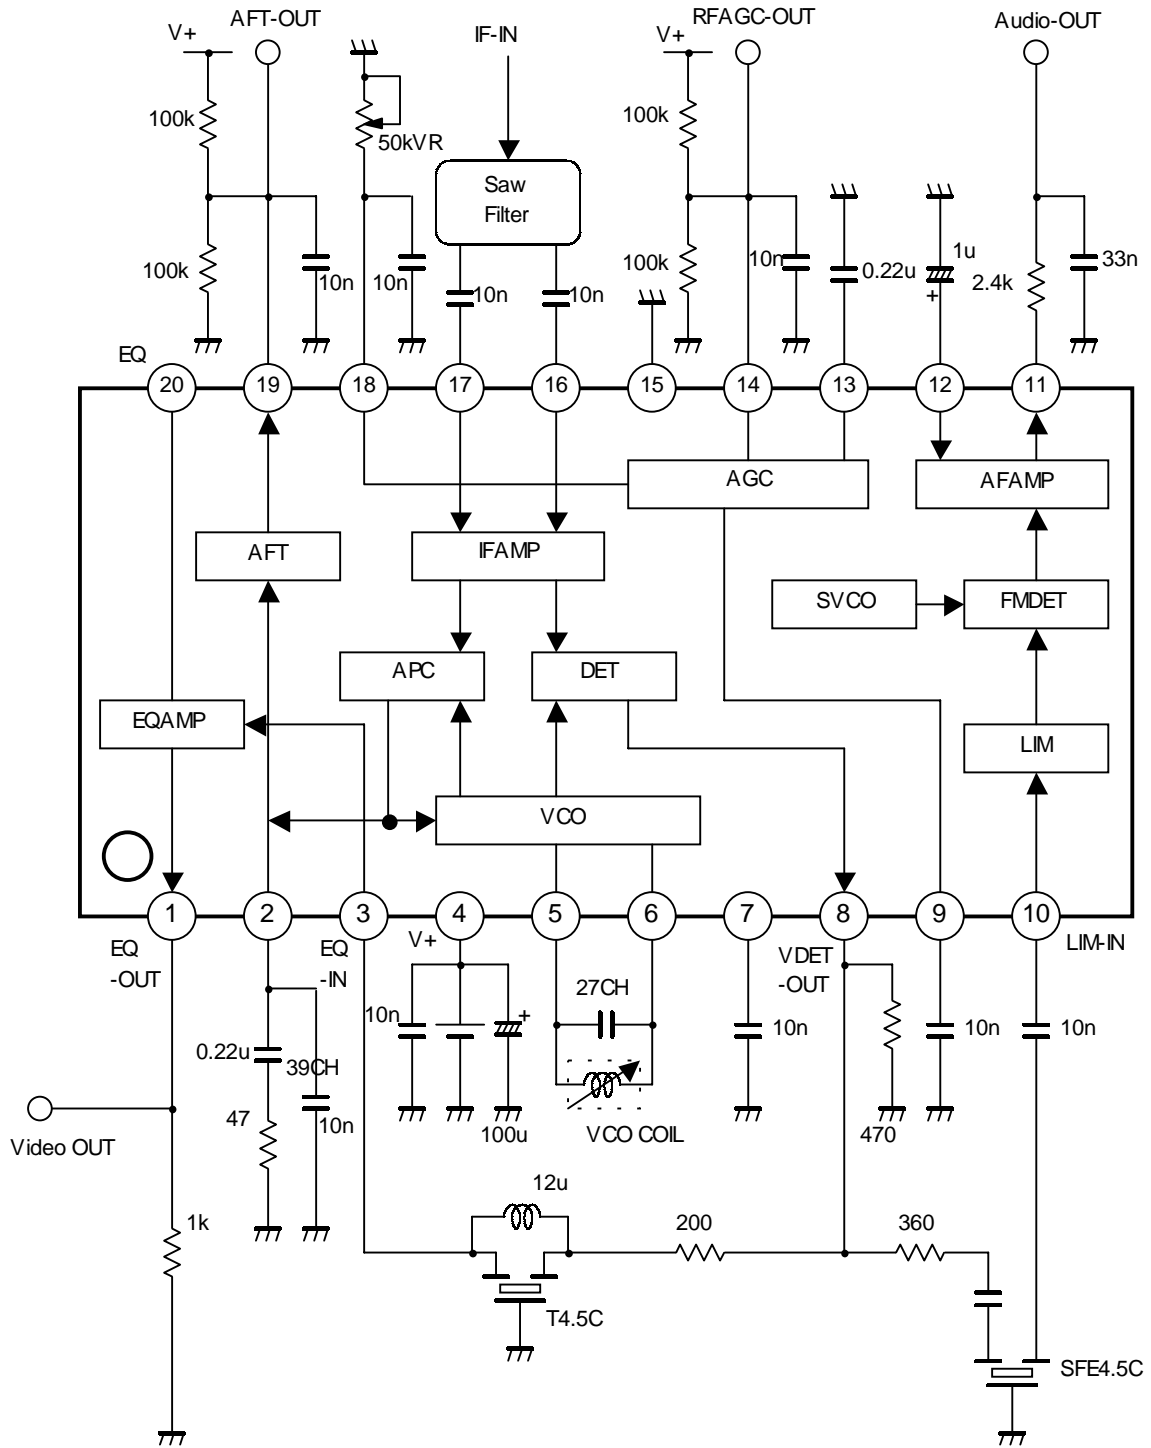 AFT-OUT
V+
IF-IN
RFAGC-OUT
V+
Audio-OUT
100k
50kVR
100k
Saw
Filter
100k
10n
10n
10n
10n
100k
10n
0.22u
1u
+
2.4k
33n
EQ
20
19
18
17
16
15
14
13
12
11
AGC
AFAMP
AFT
IFAMP
SVCO
FMDET
APC
DET
EQAMP
LIM
VCO
1
2
3
4
5
6
7
8
9
10
EQ
-OUT
EQ
-IN
V+
VDET
-OUT
LIM-IN
27CH
10n
+
10n
10n
10n
0.22u
39CH
47
10n
100u
VCO COIL
470
Video OUT
12u
1k
200
360
T4.5C
SFE4.5C